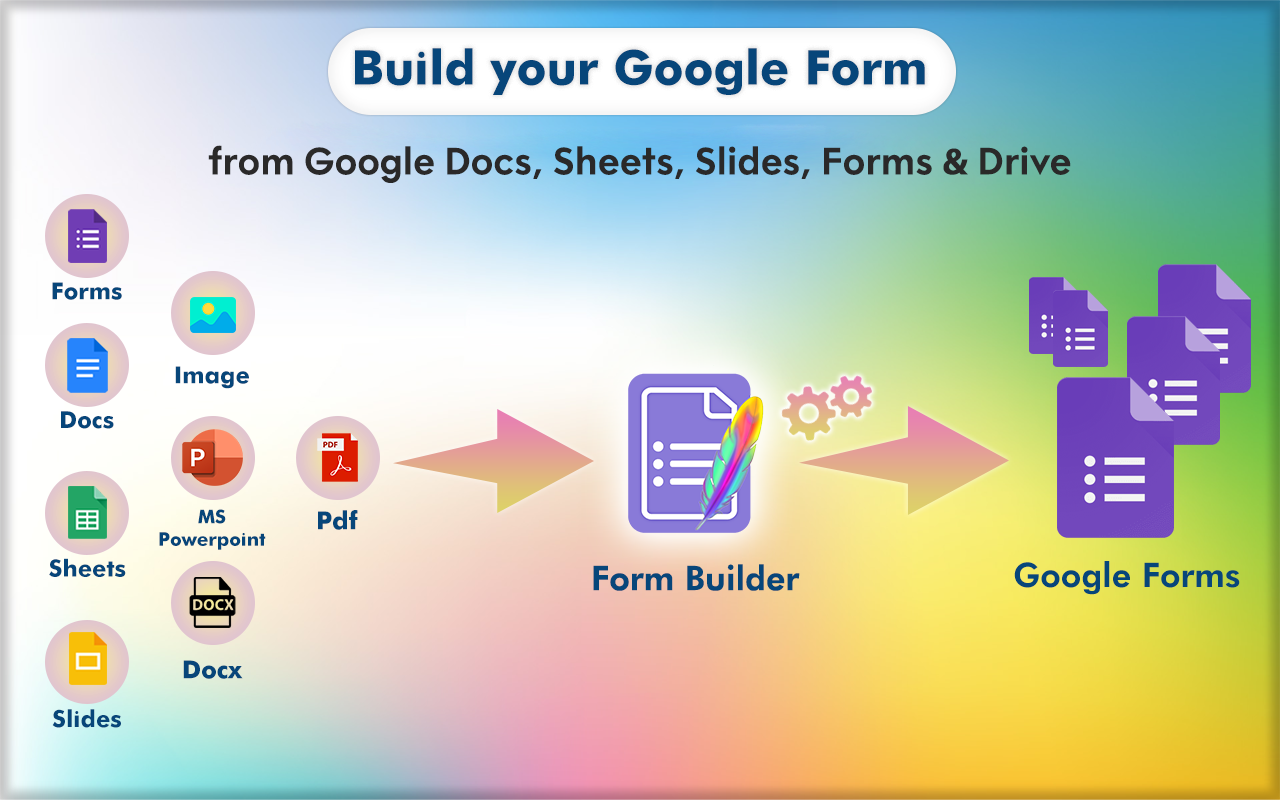 Build your Google Form
from Google Docs, Sheets, Slides, Forms & Drive
Forms
Image
Docs
P
MS
Powerpoint
PDF
Pdf
Sheets
DOCX
Docx
Slides
Form Builder
Google Forms